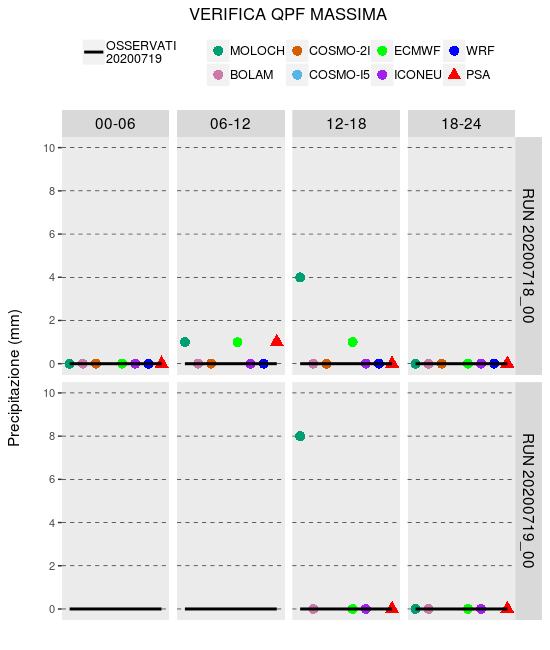 VERIFICA QPF MASSIMA
OSSERVATI
20200719
MOLOCH COSMO-2I ECMWF WRF
BOLAM COSMO-I5 ICONEU PSA
00-06 06-12 12-18 18-24
Precipitazione (mm)
10
8
6
4
2
0
RUN 20200718_00
10
8
6
4
2
0
RUN 20200719_00